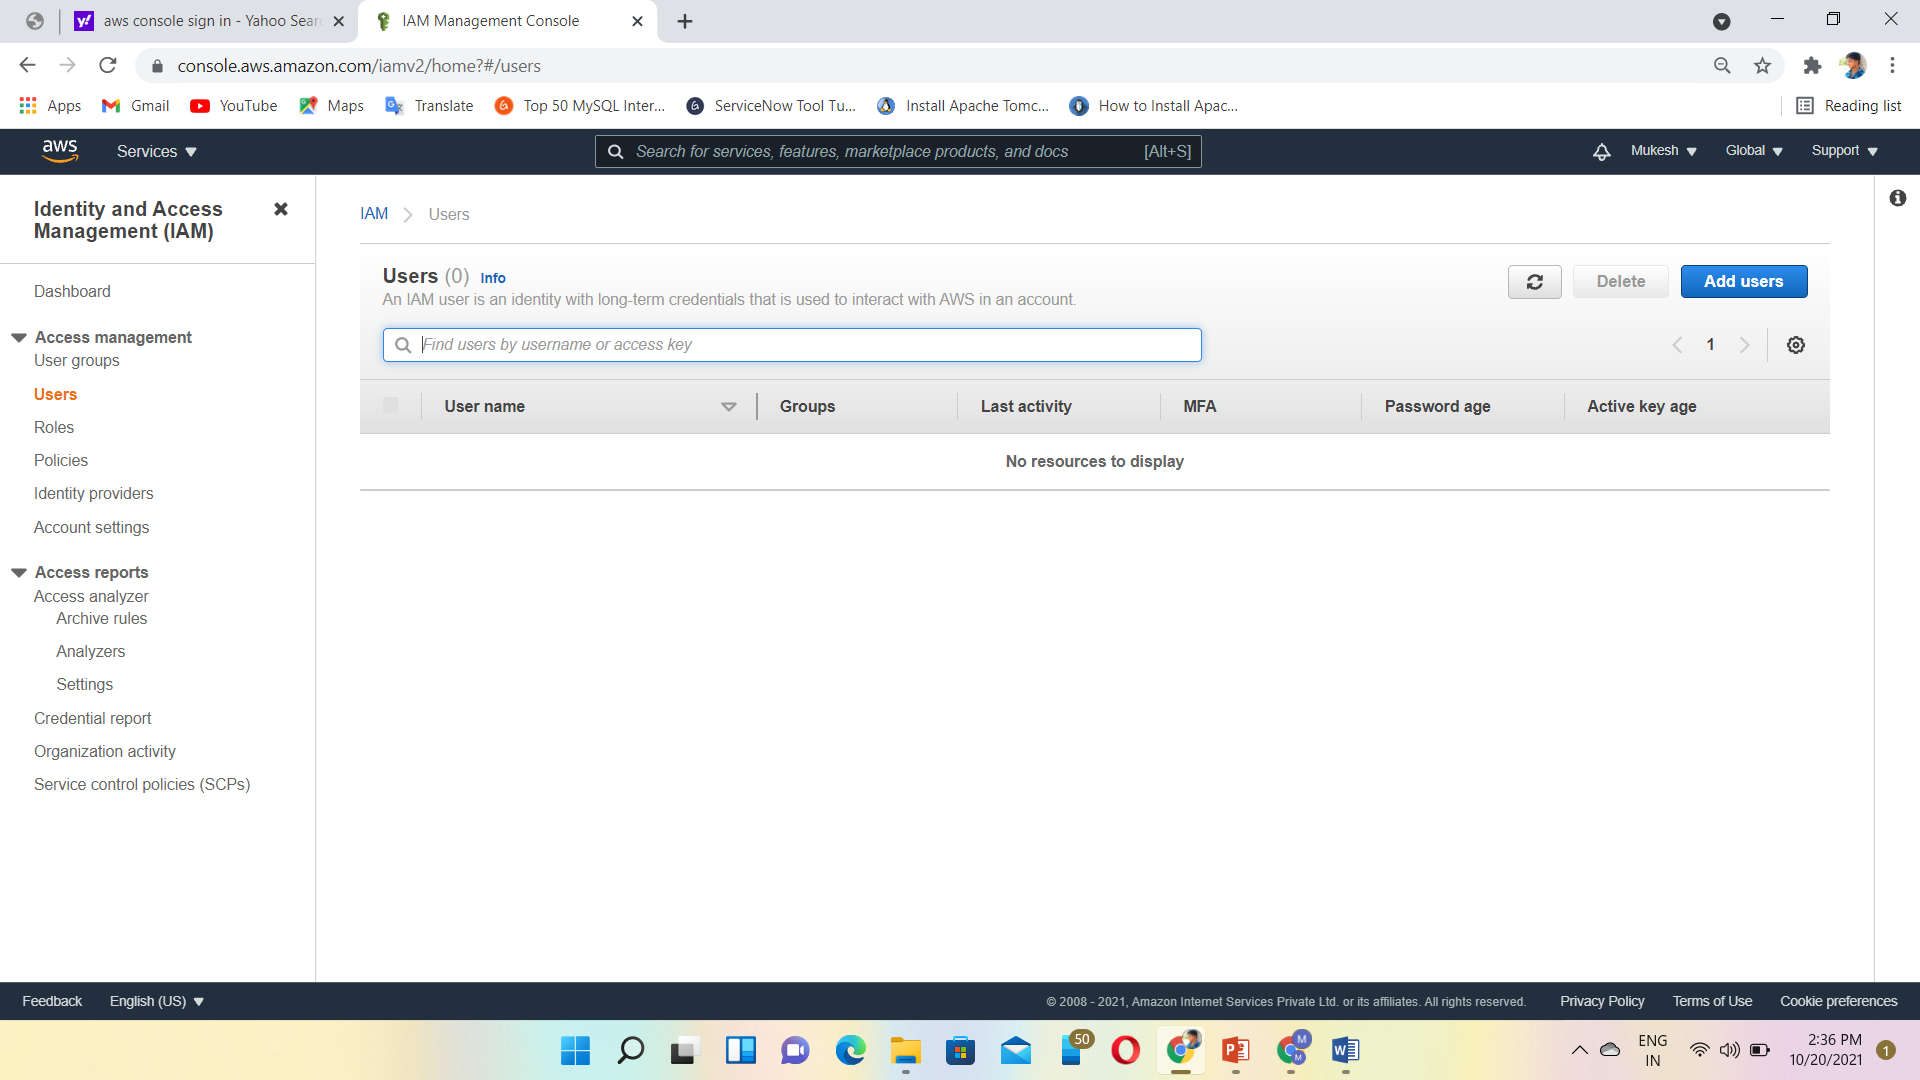 aws console sign in - Yahoo Sear
IAM Management Console
console.aws.amazon.com/iamv2/home?#/users
Apps
Gmail
YouTube
Maps
Translate
Top 50 MySQL Inter...
ServiceNow Tool Tu...
Install Apache Tomc...
How to Install Apac...
Reading list
aws
Services
Search for services, features, marketplace products, and docs
[Alt+S]
Mukesh
Global
Support
Identity and Access
Management (IAM)
Dashboard
Access management
User groups
Users
Roles
Policies
Identity providers
Account settings
Access reports
Access analyzer
Archive rules
Analyzers
Settings
Credential report
Organization activity
Service control policies (SCPs)
IAM
Users
Users (0) Info
An IAM user is an identity with long-term credentials that is used to interact with AWS in an account.
Delete
Add users
Find users by username or access key
1
User name
Groups
Last activity
MFA
Password age
Active key age
No resources to display
Feedback
English (US)
© 2008 - 2021, Amazon Internet Services Private Ltd. or its affiliates. All rights reserved.
Privacy Policy
Terms of Use
Cookie preferences
50
M
M
ENG
IN
2:36 PM
10/20/2021
1